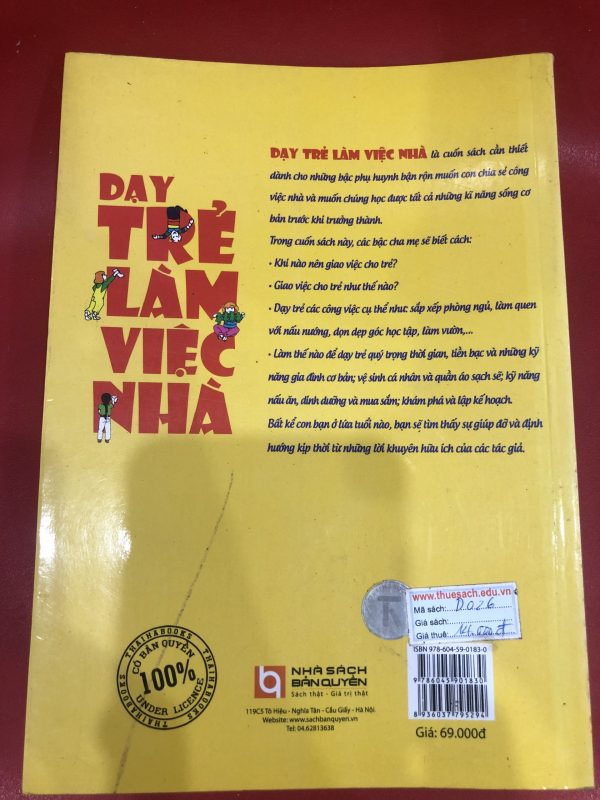 DẠY
TRẺ
LÀM
VIỆC
NHÀ
DẠY TRẺ LÀM VIỆC NHÀ là cuốn sách cần thiết
dành cho những bậc phụ huynh bận rộn muốn con chia sẻ công
việc nhà và muốn chúng học được tất cả những kĩ năng sống cơ
bản trước khi trưởng thành.
Trong cuốn sách này, các bậc cha mẹ sẽ biết cách:
• Khi nào nên giao việc cho trẻ?
• Giao việc cho trẻ như thế nào?
• Dạy trẻ các công việc cụ thể như: sắp xếp phòng ngủ, làm quen
với nấu nướng, dọn dẹp góc học tập, làm vườn,...
• Làm thế nào để dạy trẻ quý trọng thời gian, tiền bạc và những kỹ
năng gia đình cơ bản; vệ sinh cá nhân và quần áo sạch sẽ; kỹ năng
nấu ăn, dinh dưỡng và mua sắm; khám phá và lập kế hoạch.
Bất kể con bạn ở lứa tuổi nào, bạn sẽ tìm thấy sự giúp đỡ và định
hướng kịp thời từ những lời khuyên hữu ích của các tác giả.
www.thuesach.edu.vn
Mã sách: D.026
Giá sách:
Giá thuê:
ISBN 978-604-59-0183-0
9 786045 901830
8 936037 795294
Giá: 69.000đ
THAIHABOOKS
CÓ BẢN QUYỀN
100%
UNDER LICENCE
THAIHABOOKS
NHÀ SÁCH
BẢN QUYỀN
Sách thật - Giá trị thật
119C5 Tô Hiệu - Nghĩa Tân - Cầu Giấy - Hà Nội
Website: www.sachbanquyen.vn
Tel: 04.62813638